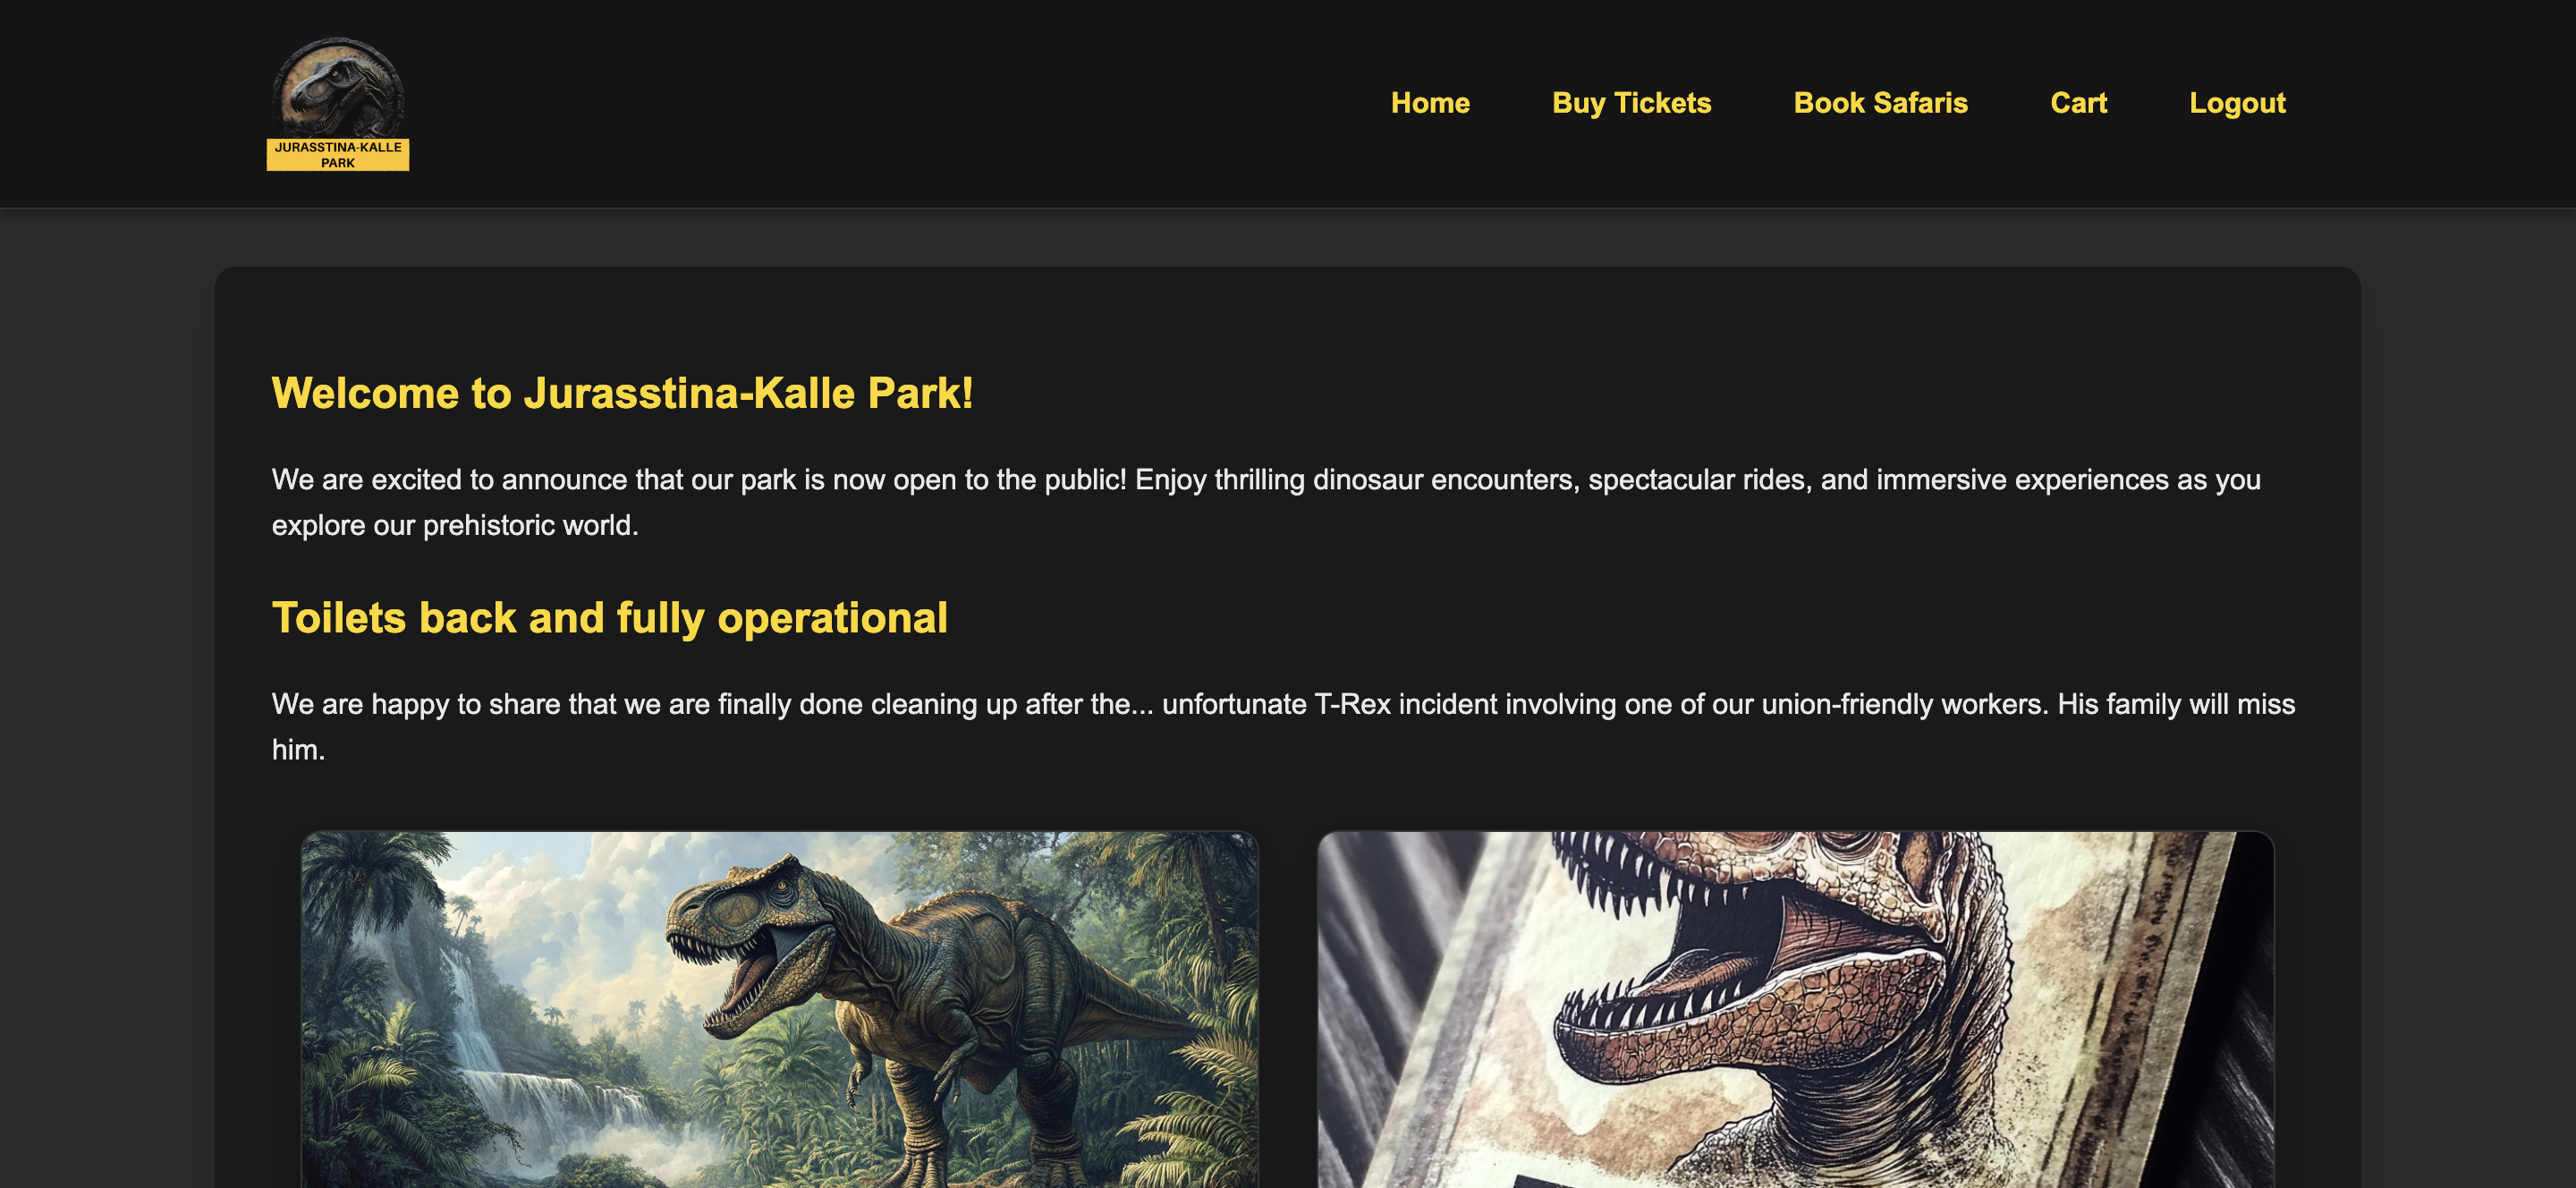 JURASSTINA-KALLE
PARK
Home Buy Tickets Book Safaris Cart Logout
Welcome to Jurasstina-Kalle Park!
We are excited to announce that our park is now open to the public! Enjoy thrilling dinosaur encounters, spectacular rides, and immersive experiences as you
explore our prehistoric world.
Toilets back and fully operational
We are happy to share that we are finally done cleaning up after the... unfortunate T-Rex incident involving one of our union-friendly workers. His family will miss
him.